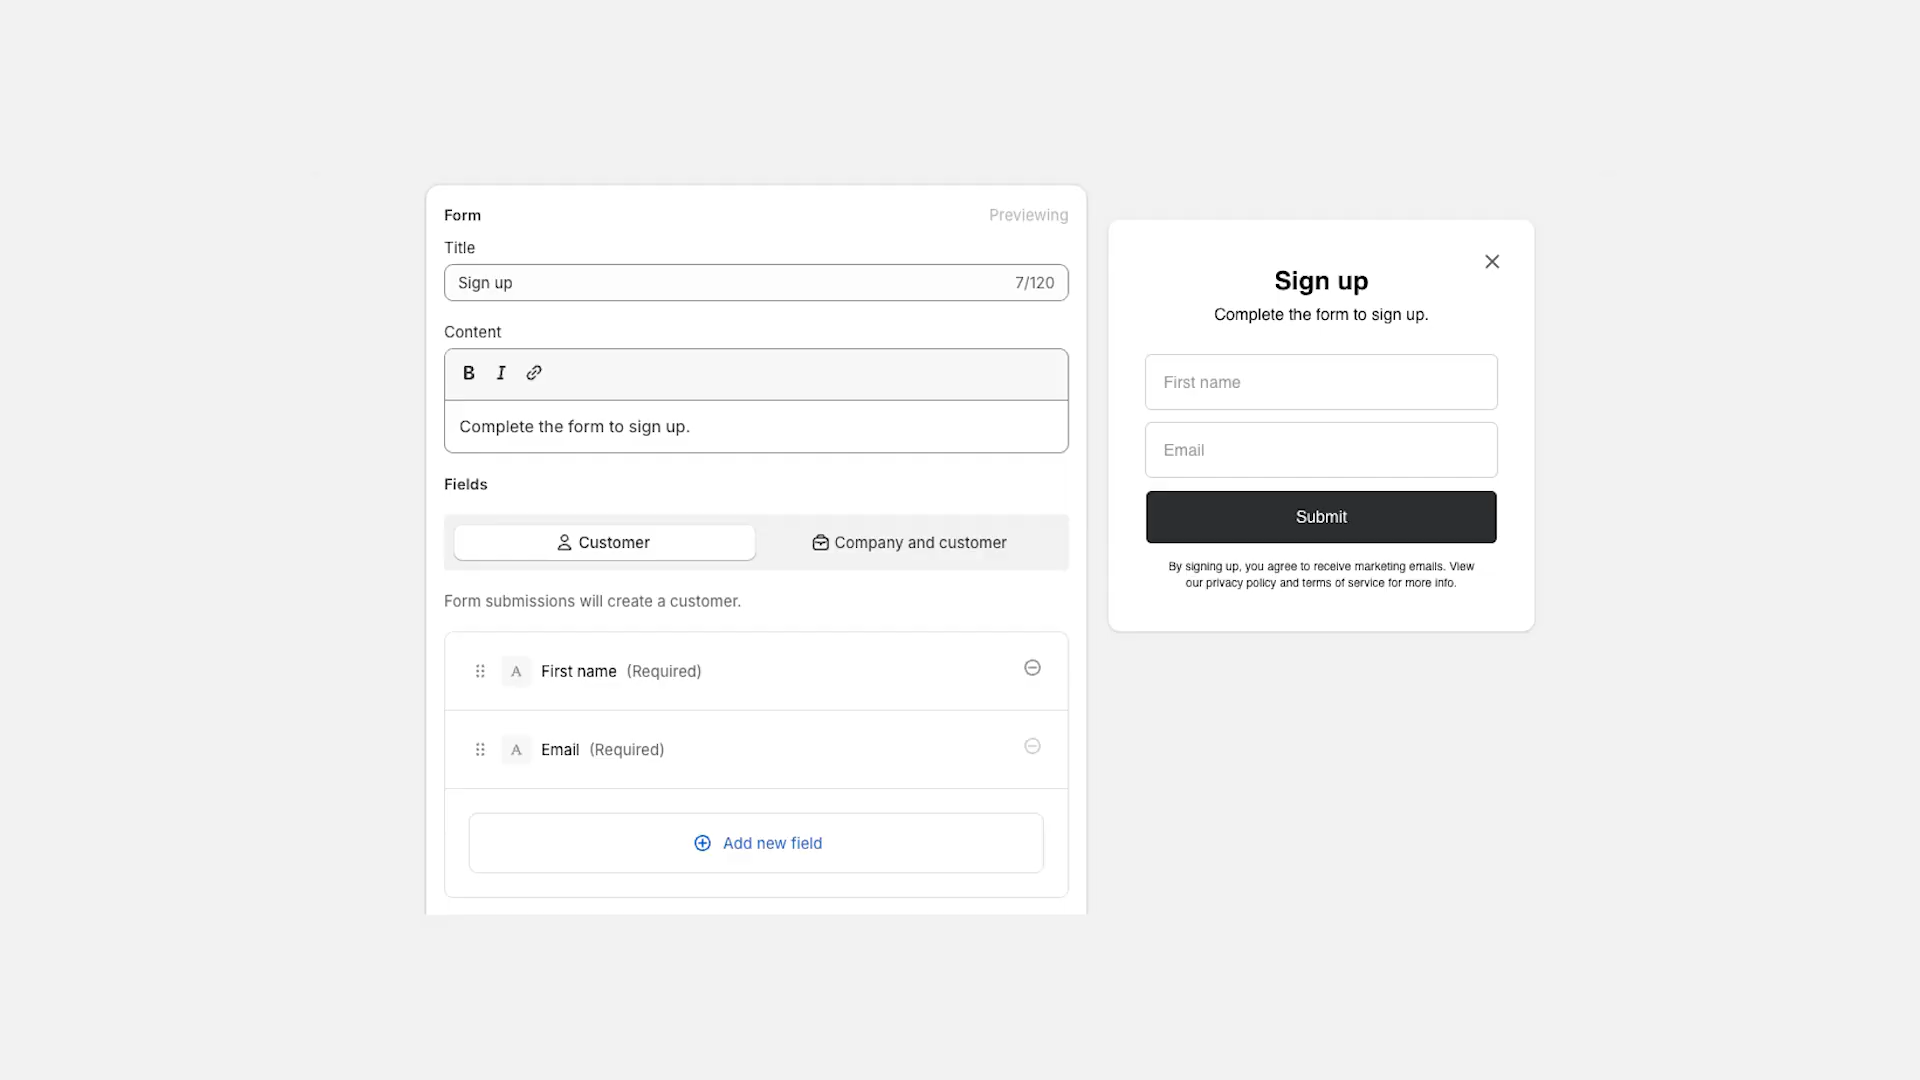 Form
Previewing
Title
Sign up
7/120
Content
B I
Complete the form to sign up.
Fields
Customer
Company and customer
Form submissions will create a customer.
A First name (Required)
A Email (Required)
Add new field
Sign up
Complete the form to sign up.
First name
Email
Submit
By signing up, you agree to receive marketing emails. View
our privacy policy and terms of service for more info.